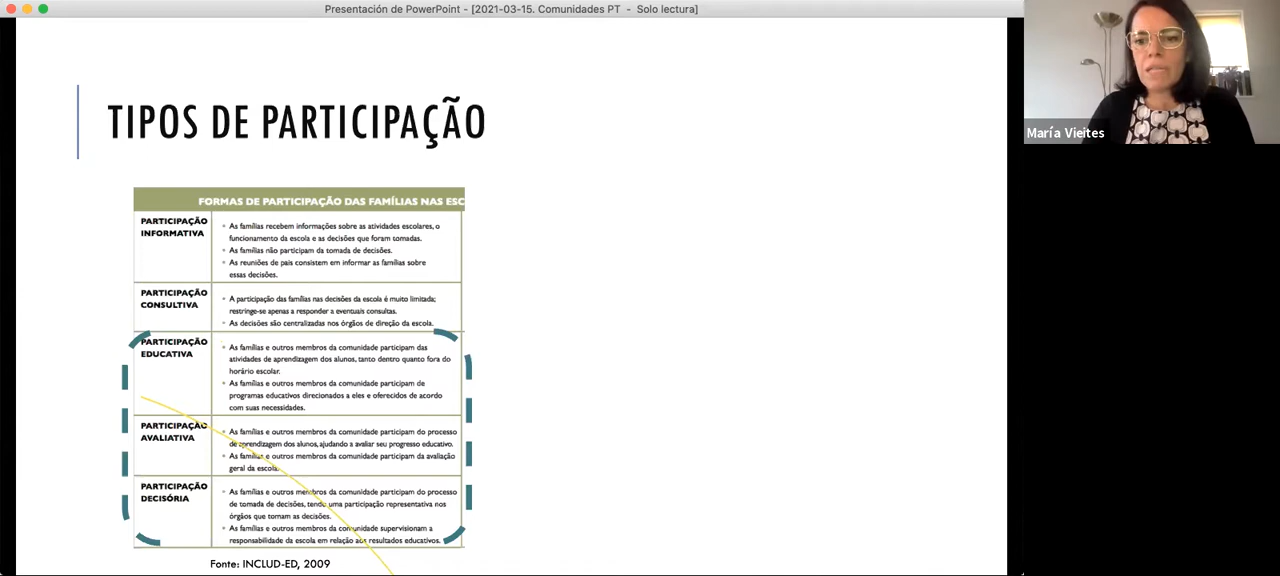 Presentación de PowerPoint - [2021-03-15. Comunidades PT - Solo lectura]
María Vieites
TIPOS DE PARTICIPAÇÃO
FORMAS DE PARTICIPAÇÃO DAS FAMÍLIAS NAS ESC
PARTICIPAÇÃO
INFORMATIVA
• As famílias recebem informações sobre as atividades escolares, o
funcionamento da escola e as decisões que foram tomadas.
• As famílias não participam da tomada de decisões.
• As reuniões de pais consistem em informar as famílias sobre
essas decisões.
PARTICIPAÇÃO
CONSULTIVA
• A participação das famílias nas decisões da escola é muito limitada;
restringe-se apenas a responder a eventuais consultas.
• As decisões são centralizadas nos órgãos de direção da escola.
PARTICIPAÇÃO
EDUCATIVA
• As famílias e outros membros da comunidade participam das
atividades de aprendizagem dos alunos, tanto dentro quanto fora do
horário escolar.
• As famílias e outros membros da comunidade participam de
programas educativos direcionados a eles e oferecidos de acordo
com suas necessidades.
PARTICIPAÇÃO
AVALIATIVA
• As famílias e outros membros da comunidade participam do processo
de aprendizagem dos alunos, ajudando a avaliar seu progresso educativo.
• As famílias e outros membros da comunidade participam da avaliação
geral da escola.
PARTICIPAÇÃO
DECISÓRIA
• As famílias e outros membros da comunidade participam do processo
de tomada de decisões, tendo uma participação representativa nos
órgãos que tomam as decisões.
• As famílias e outros membros da comunidade supervisionam a
responsabilidade da escola em relação aos resultados educativos.
Fonte: INCLUD-ED, 2009